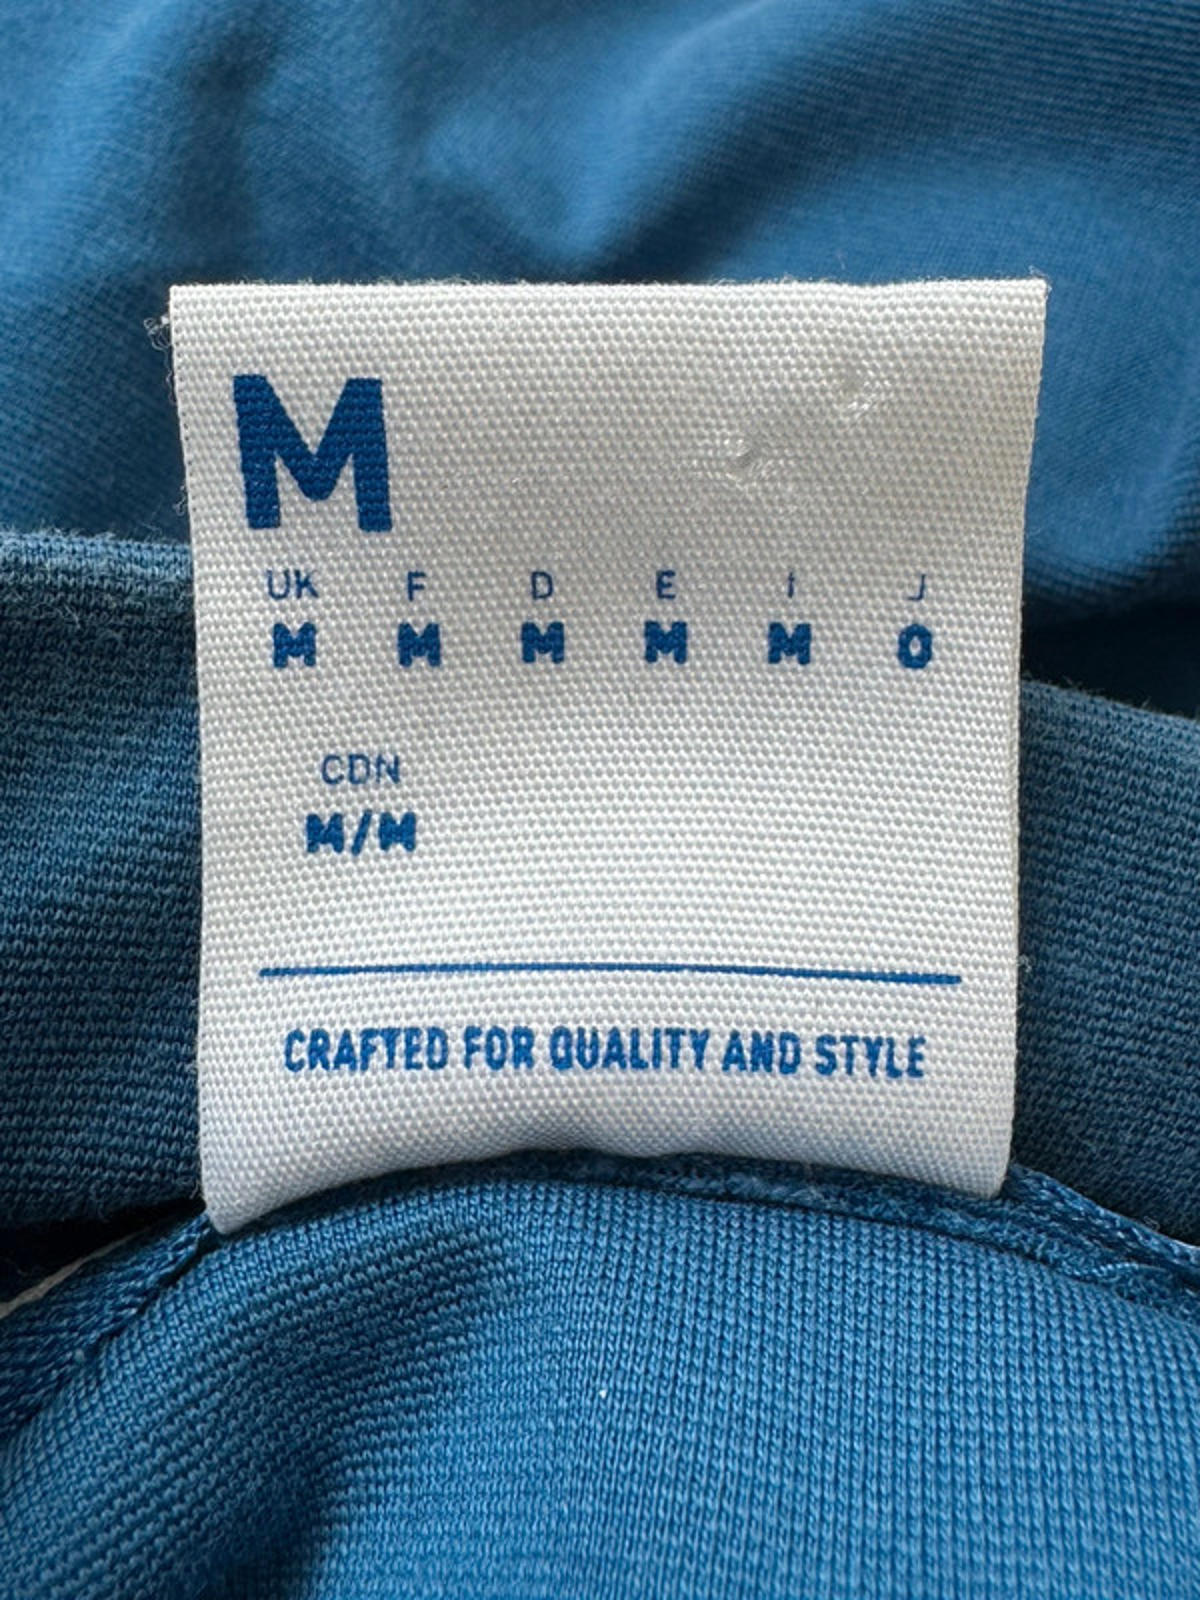 M
UK F D E I J
M M M M M O
CDN
M/M
CRAFTED FOR QUALITY AND STYLE